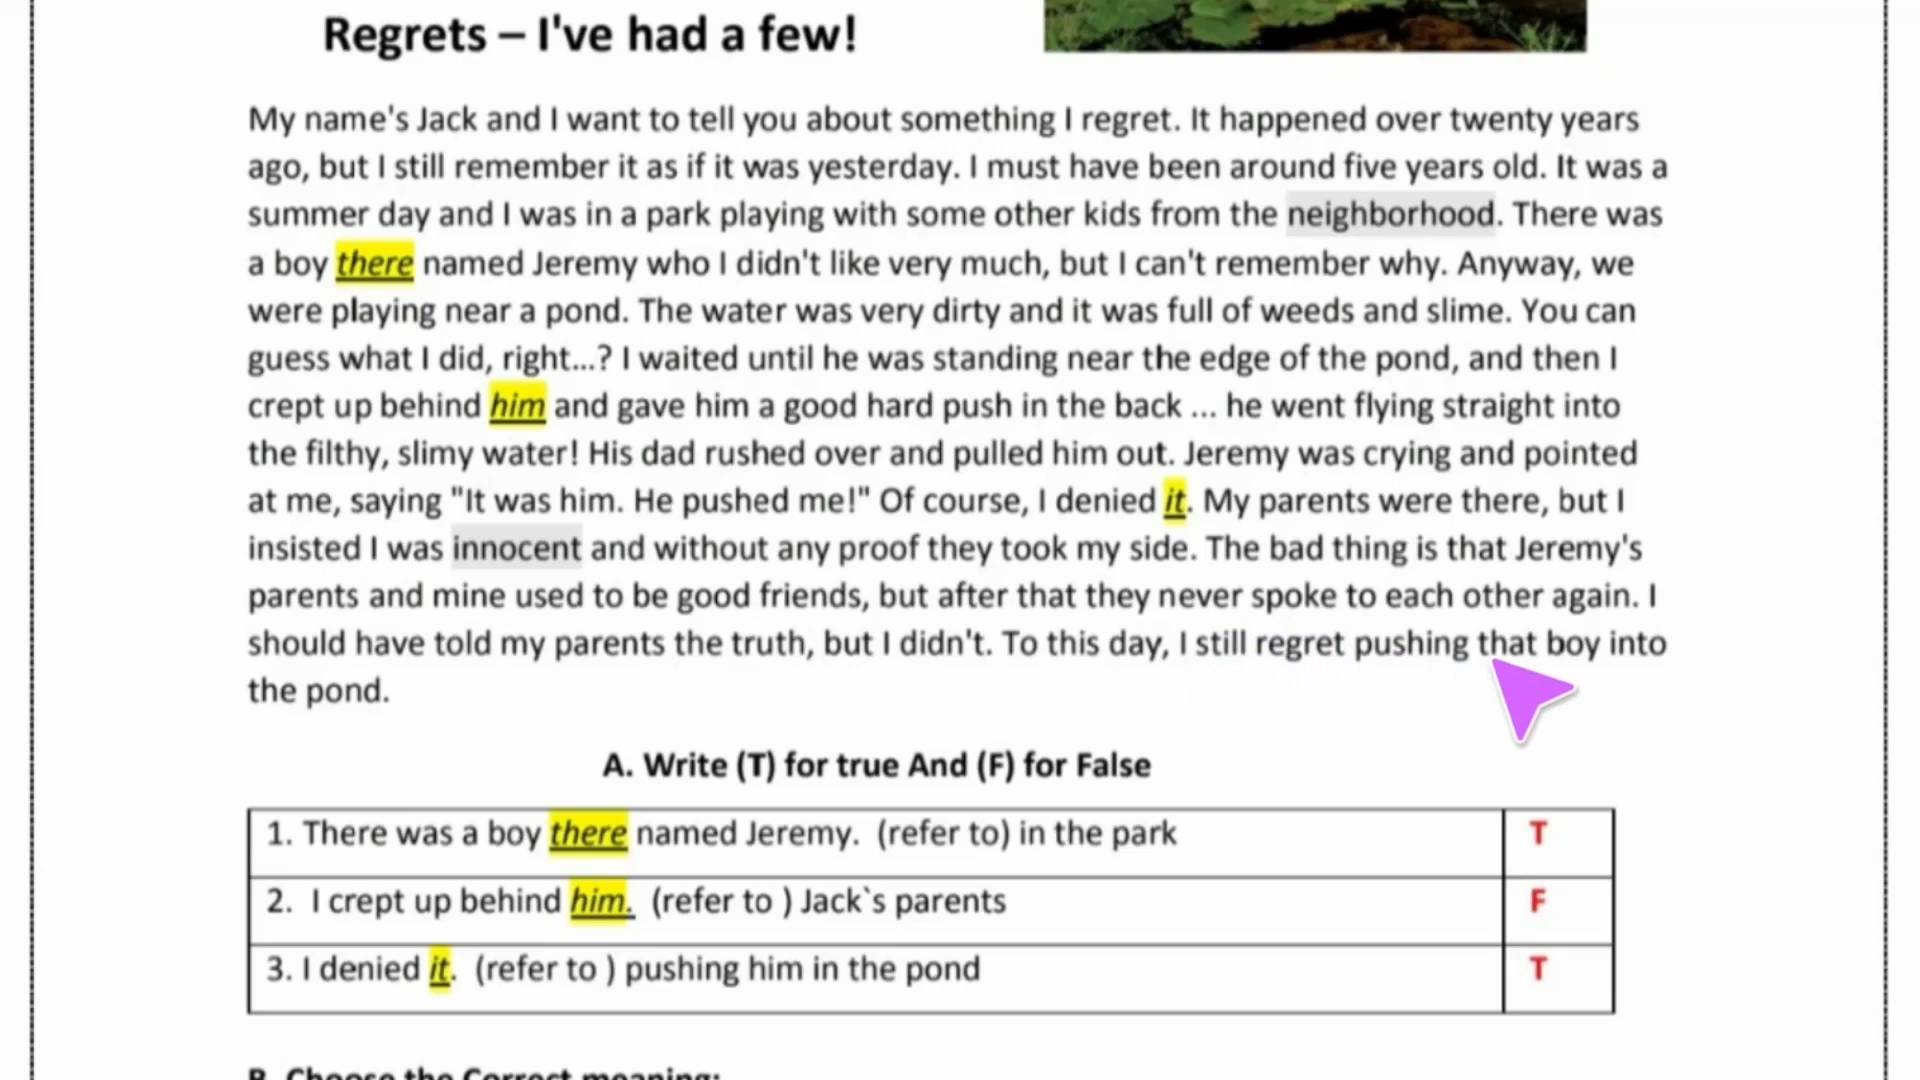 Regrets – I've had a few!
My name's Jack and I want to tell you about something I regret. It happened over twenty years
ago, but I still remember it as if it was yesterday. I must have been around five years old. It was a
summer day and I was in a park playing with some other kids from the neighborhood. There was
a boy there named Jeremy who I didn't like very much, but I can't remember why. Anyway, we
were playing near a pond. The water was very dirty and it was full of weeds and slime. You can
guess what I did, right...? I waited until he was standing near the edge of the pond, and then I
crept up behind him and gave him a good hard push in the back ... he went flying straight into
the filthy, slimy water! His dad rushed over and pulled him out. Jeremy was crying and pointed
at me, saying "It was him. He pushed me!" Of course, I denied it. My parents were there, but I
insisted I was innocent and without any proof they took my side. The bad thing is that Jeremy's
parents and mine used to be good friends, but after that they never spoke to each other again. I
should have told my parents the truth, but I didn't. To this day, I still regret pushing that boy into
the pond.
A. Write (T) for true And (F) for False
1. There was a boy there named Jeremy.  (refer to) in the park T
2.  I crept up behind him.  (refer to ) Jack`s parents F
3. I denied it.  (refer to ) pushing him in the pond T
B. Choose the Correct meaning: